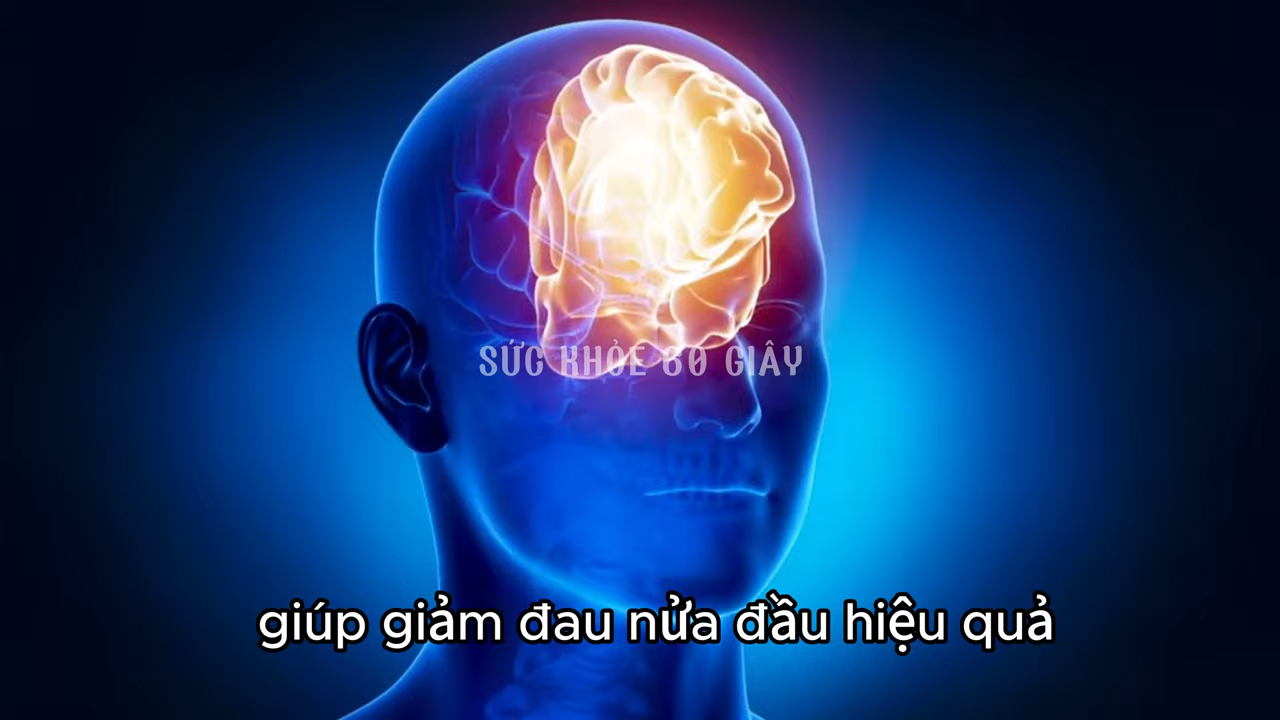 SỨC KHỎE 60 GIÂY
giúp giảm đau nửa đầu hiệu quả